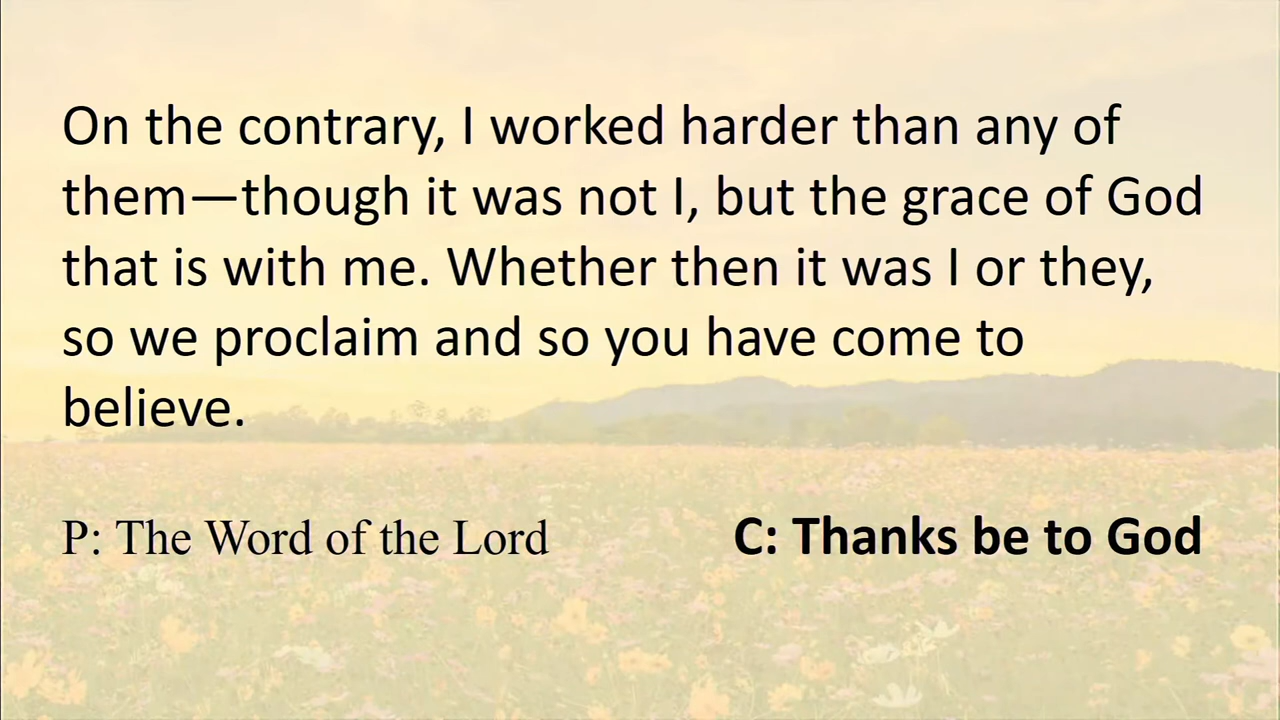 On the contrary, I worked harder than any of
them—though it was not I, but the grace of God
that is with me. Whether then it was I or they,
so we proclaim and so you have come to
believe.
P: The Word of the Lord C: Thanks be to God